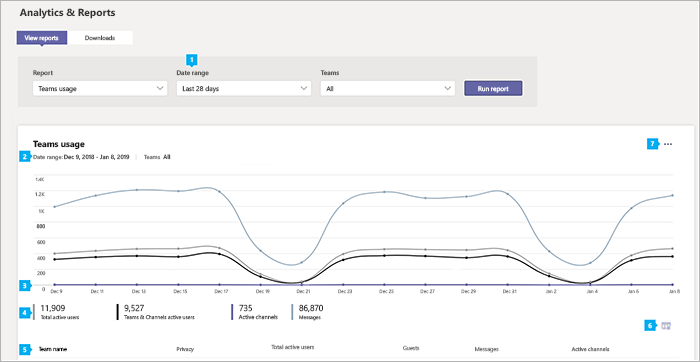 Analytics & Reports
View reports Downloads
1
Report Date range Teams
Teams usage Last 28 days All Run report
Teams usage 7 ...
2 Date range: Dec 9, 2018 - Jan 8, 2019 | Teams All
1.4K
1.2K
1K
800
600
400
200
3 0
Dec 9 Dec 11 Dec 13 Dec 15 Dec 17 Dec 19 Dec 21 Dec 23 Dec 25 Dec 27 Dec 29 Dec 31 Jan 2 Jan 4 Jan 6 Jan 8
4 11,909 9,527 735 86,870
Total active users Teams & Channels active users Active channels Messages
6
5 Team name Privacy Total active users Guests Messages Active channels